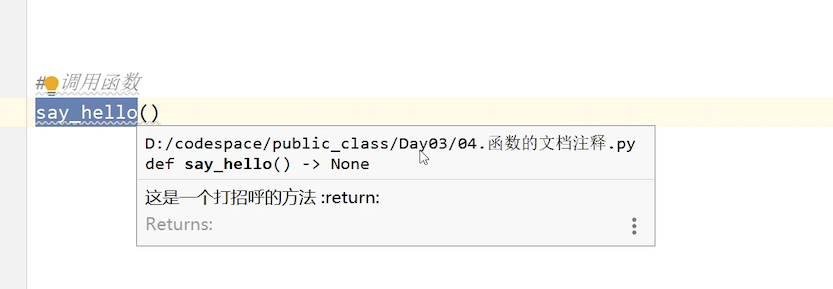 # 调用函数
say_hello()
D:/codespace/public_class/Day03/04.函数的文档注释.py
def say_hello() -> None
这是一个打招呼的方法 :return:
Returns: